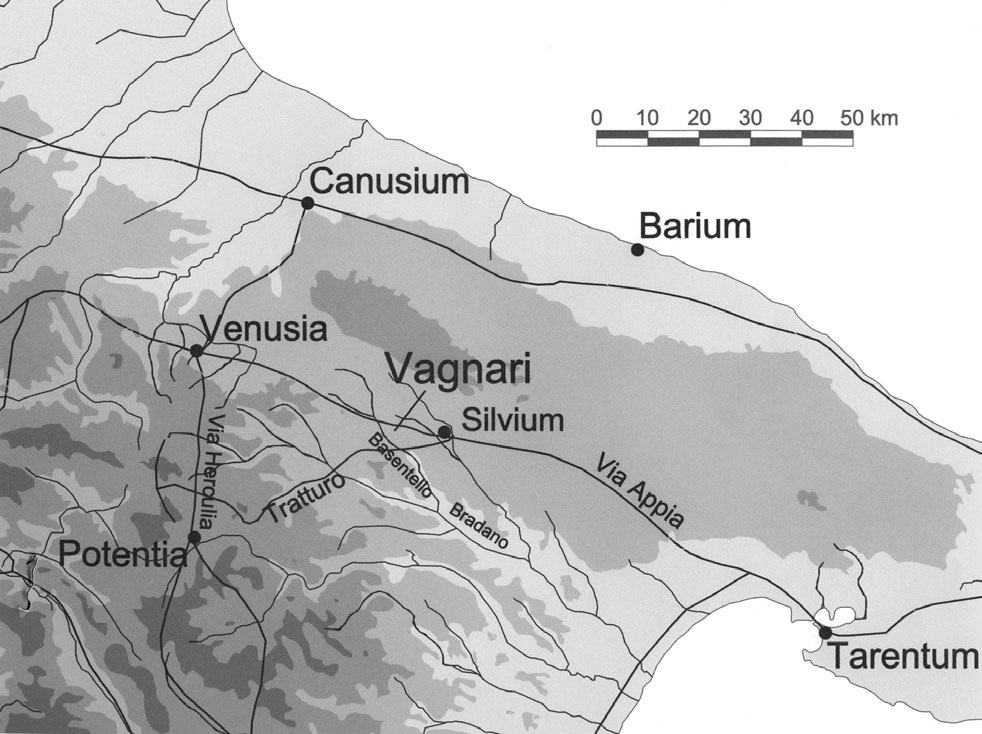 0 10 20 30 40 50 km
Canusium
Barium
Venusia
Vagnari
Silvium
Via Herculia
Basentello
Via Appia
Tratturo
Bradano
Potentia
Tarentum